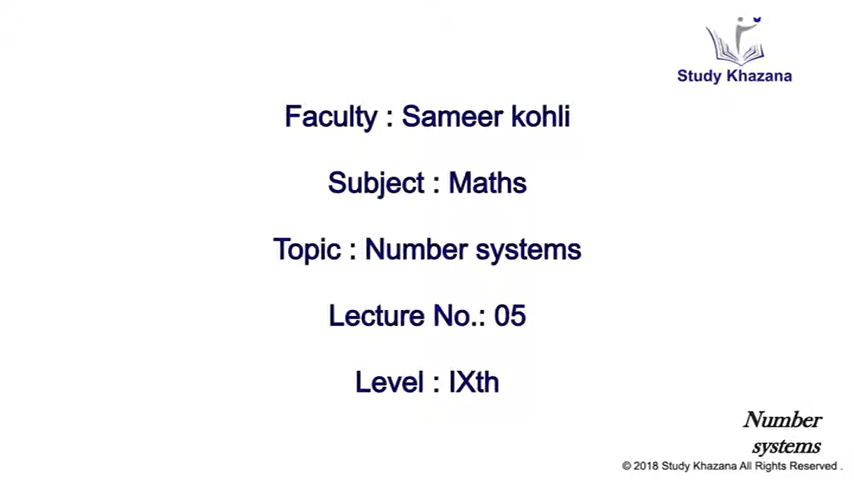 Study Khazana
Faculty : Sameer kohli
Subject : Maths
Topic : Number systems
Lecture No.: 05
Level : IXth
Number
systems
© 2018 Study Khazana All Rights Reserved .